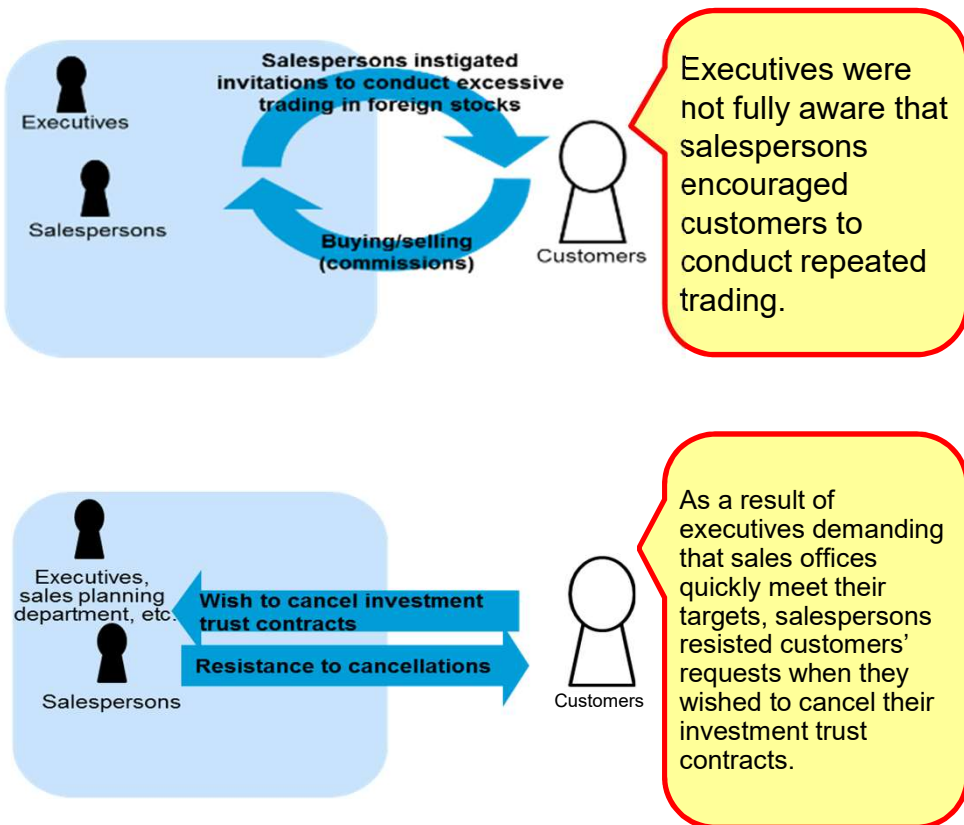 Salespersons instigated
invitations to conduct excessive
trading in foreign stocks
Executives
Salespersons
Buying/selling
(commissions)
Customers
Executives were
not fully aware that
salespersons
encouraged
customers to
conduct repeated
trading.
Executives,
sales planning
department, etc.
Salespersons
Wish to cancel investment
trust contracts
Resistance to cancellations
Customers
As a result of
executives demanding
that sales offices
quickly meet their
targets, salespersons
resisted customers’
requests when they
wished to cancel their
investment trust
contracts.